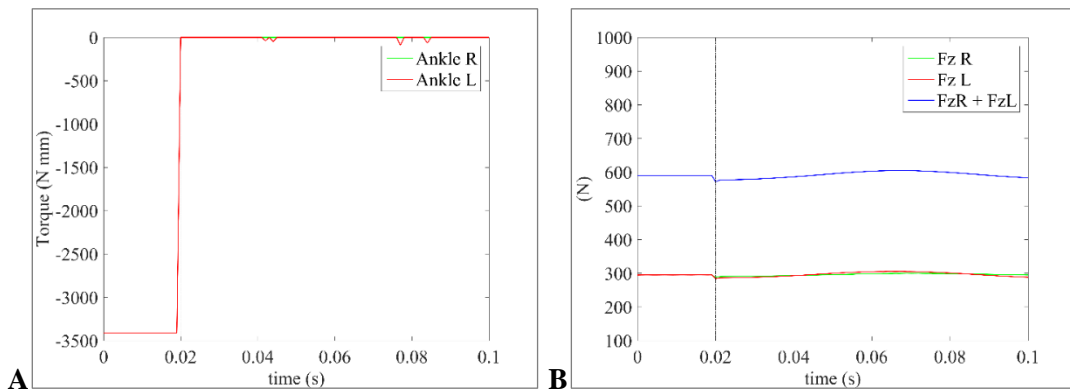 0
-500
-1000
-1500
-2000
-2500
-3000
-3500
Torque (N mm)
0 0.02 0.04 0.06 0.08 0.1
time (s)
Ankle R
Ankle L
A
1000
900
800
700
600
500
400
300
200
100
(N)
0 0.02 0.04 0.06 0.08 0.1
time (s)
Fz R
Fz L
FzR + FzL
B